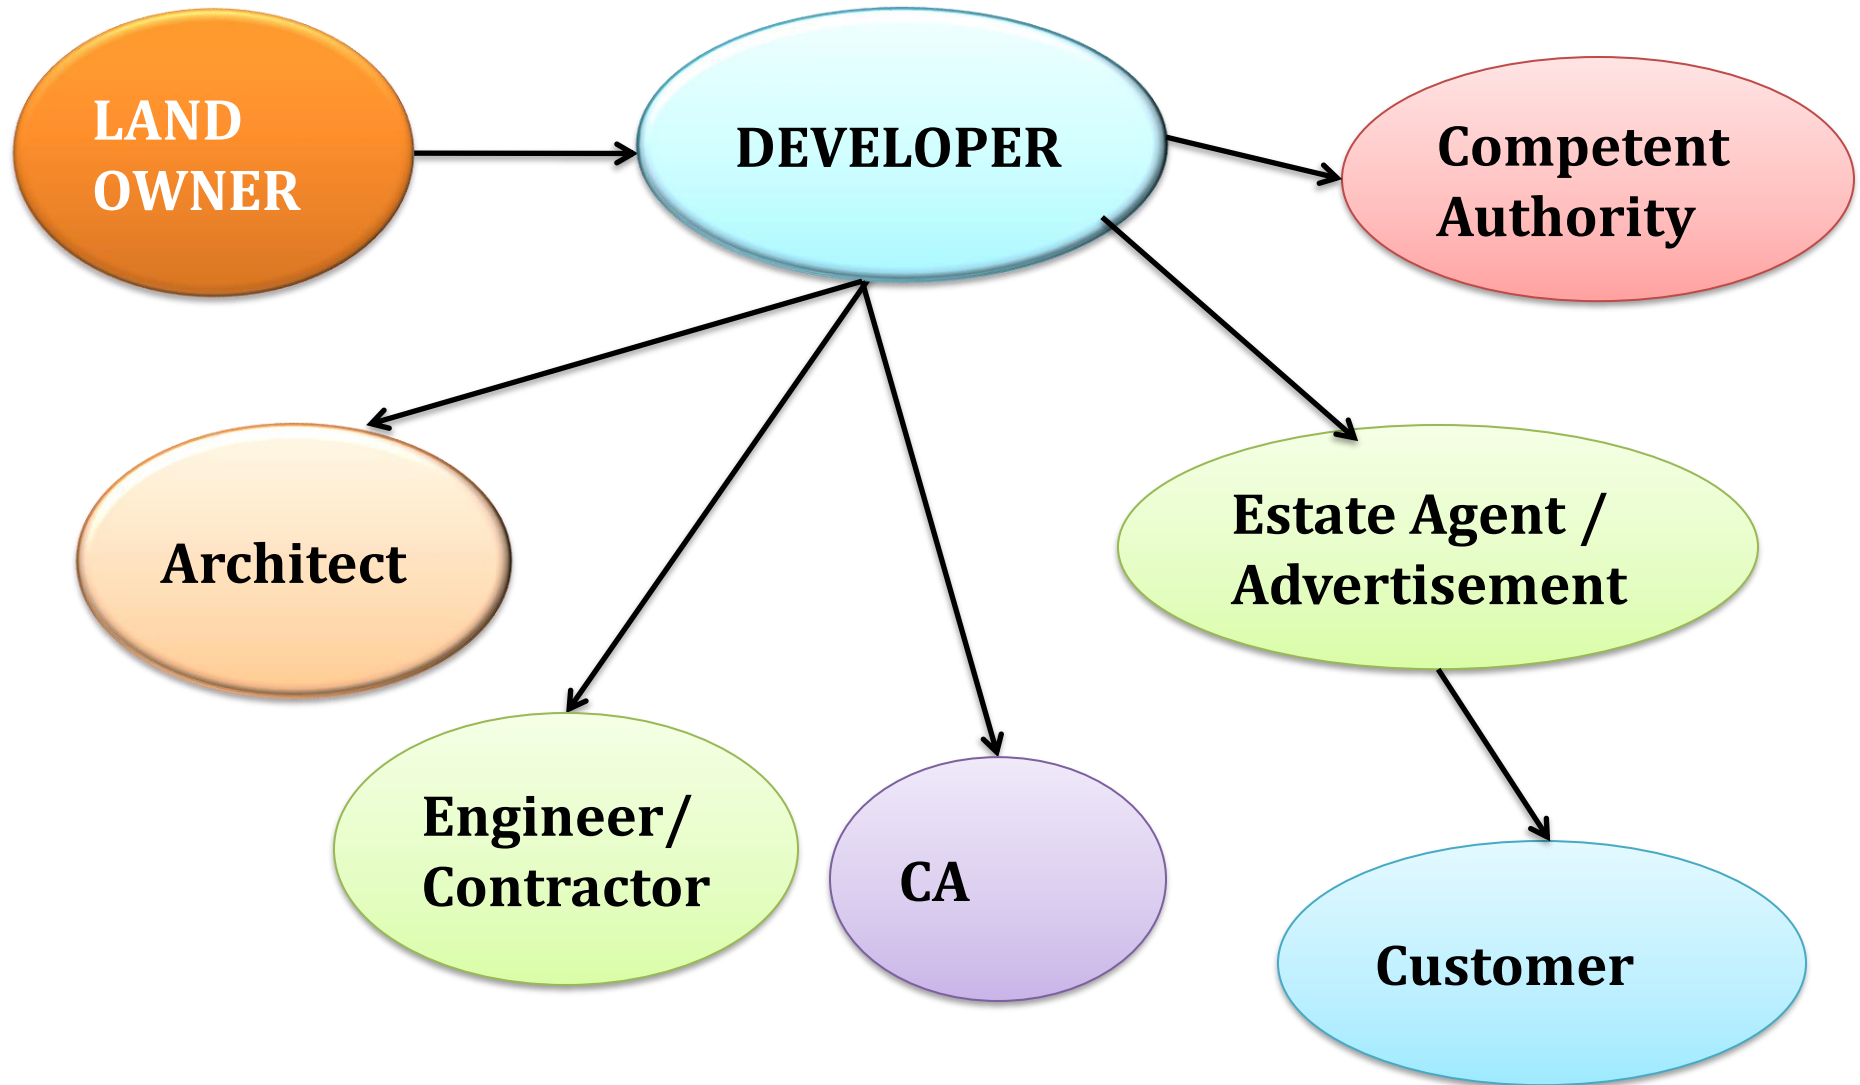 LAND
OWNER
DEVELOPER
Competent
Authority
Architect
Estate Agent /
Advertisement
Engineer/
Contractor
CA
Customer